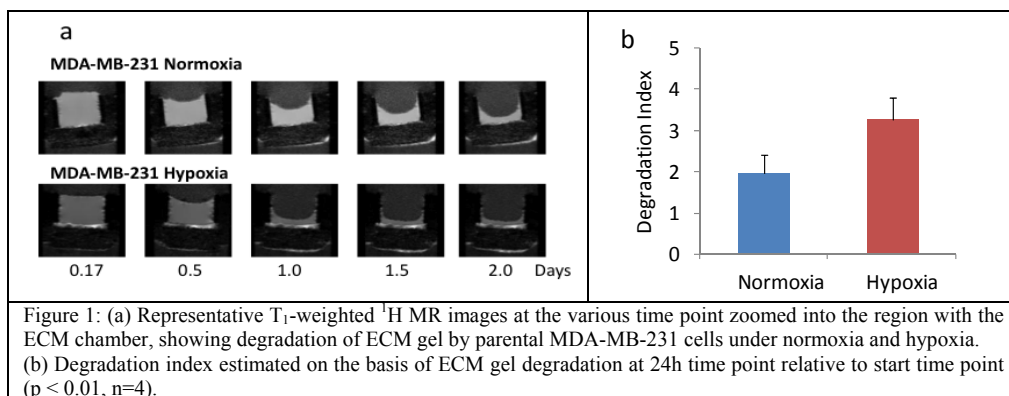 a
MDA-MB-231 Normoxia
MDA-MB-231 Hypoxia
0.17 0.5 1.0 1.5 2.0 Days
b
Degradation Index
5
4
3
2
1
0
Normoxia Hypoxia
Figure 1: (a) Representative T₁-weighted ¹H MR images at the various time point zoomed into the region with the
ECM chamber, showing degradation of ECM gel by parental MDA-MB-231 cells under normoxia and hypoxia.
(b) Degradation index estimated on the basis of ECM gel degradation at 24h time point relative to start time point
(p < 0.01, n=4).